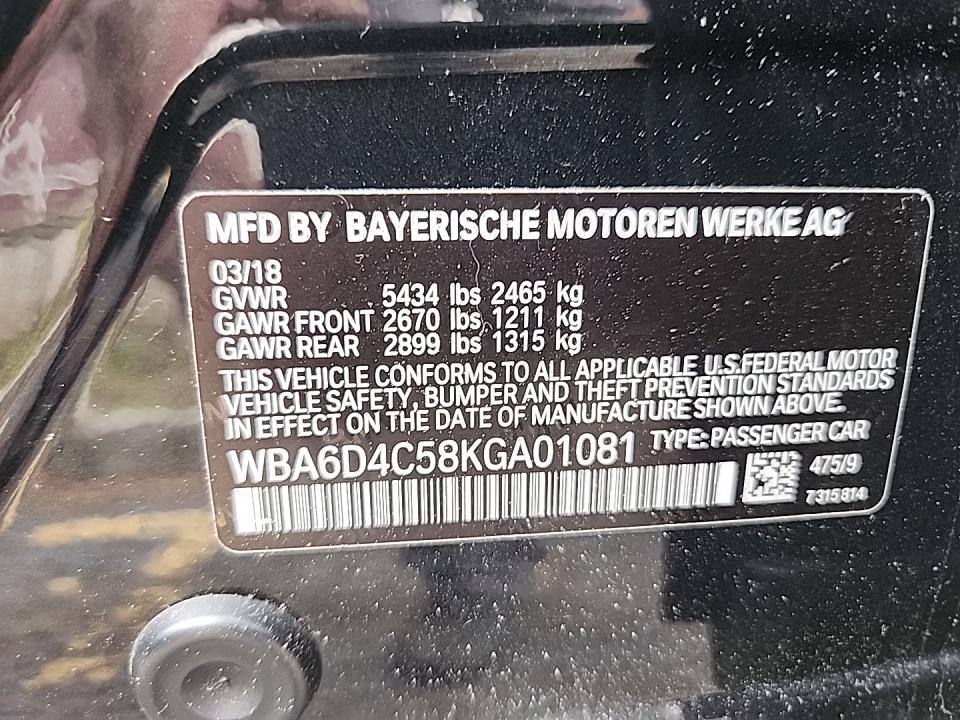 MFD BY BAYERISCHE MOTOREN WERKE AG
03/18
GVWR 5434 lbs 2465 kg
GAWR FRONT 2670 lbs 1211 kg
GAWR REAR 2899 lbs 1315 kg
THIS VEHICLE CONFORMS TO ALL APPLICABLE U.S.FEDERAL MOTOR
VEHICLE SAFETY, BUMPER AND THEFT PREVENTION STANDARDS
IN EFFECT ON THE DATE OF MANUFACTURE SHOWN ABOVE.
WBA6D4C58KGA01081 TYPE: PASSENGER CAR
475/9
7315814